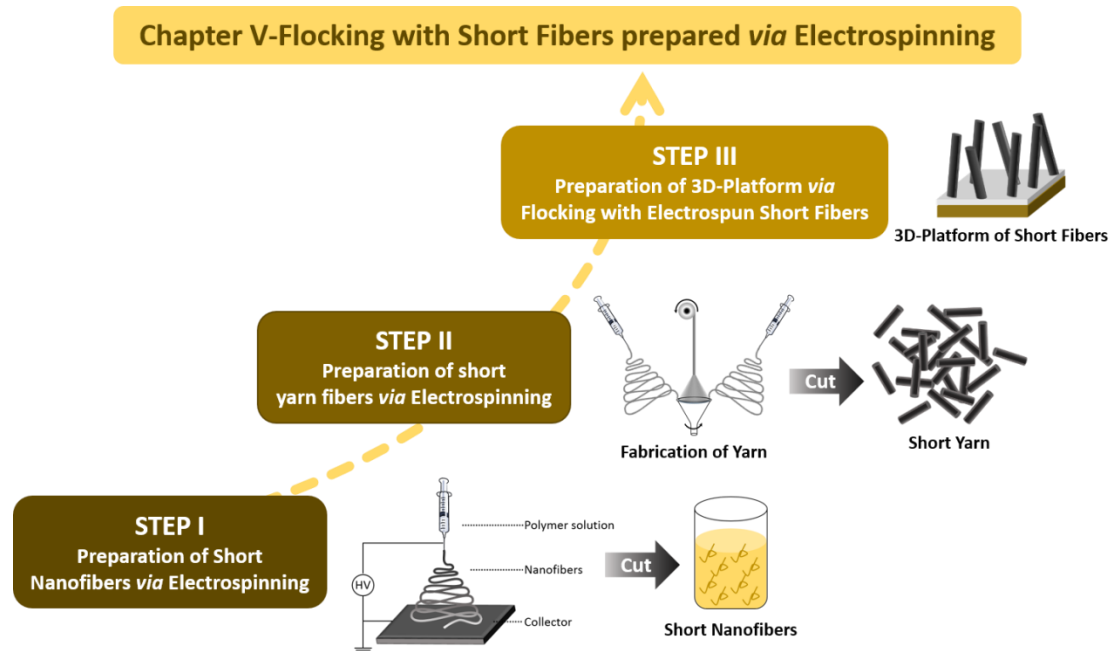 Chapter V-Flocking with Short Fibers prepared via Electrospinning
STEP III
Preparation of 3D-Platform via
Flocking with Electrospun Short Fibers
3D-Platform of Short Fibers
STEP II
Preparation of short
yarn fibers via Electrospinning
Cut
Fabrication of Yarn
Short Yarn
STEP I
Preparation of Short
Nanofibers via Electrospinning
HV
Polymer solution
Nanofibers
Collector
Cut
Short Nanofibers